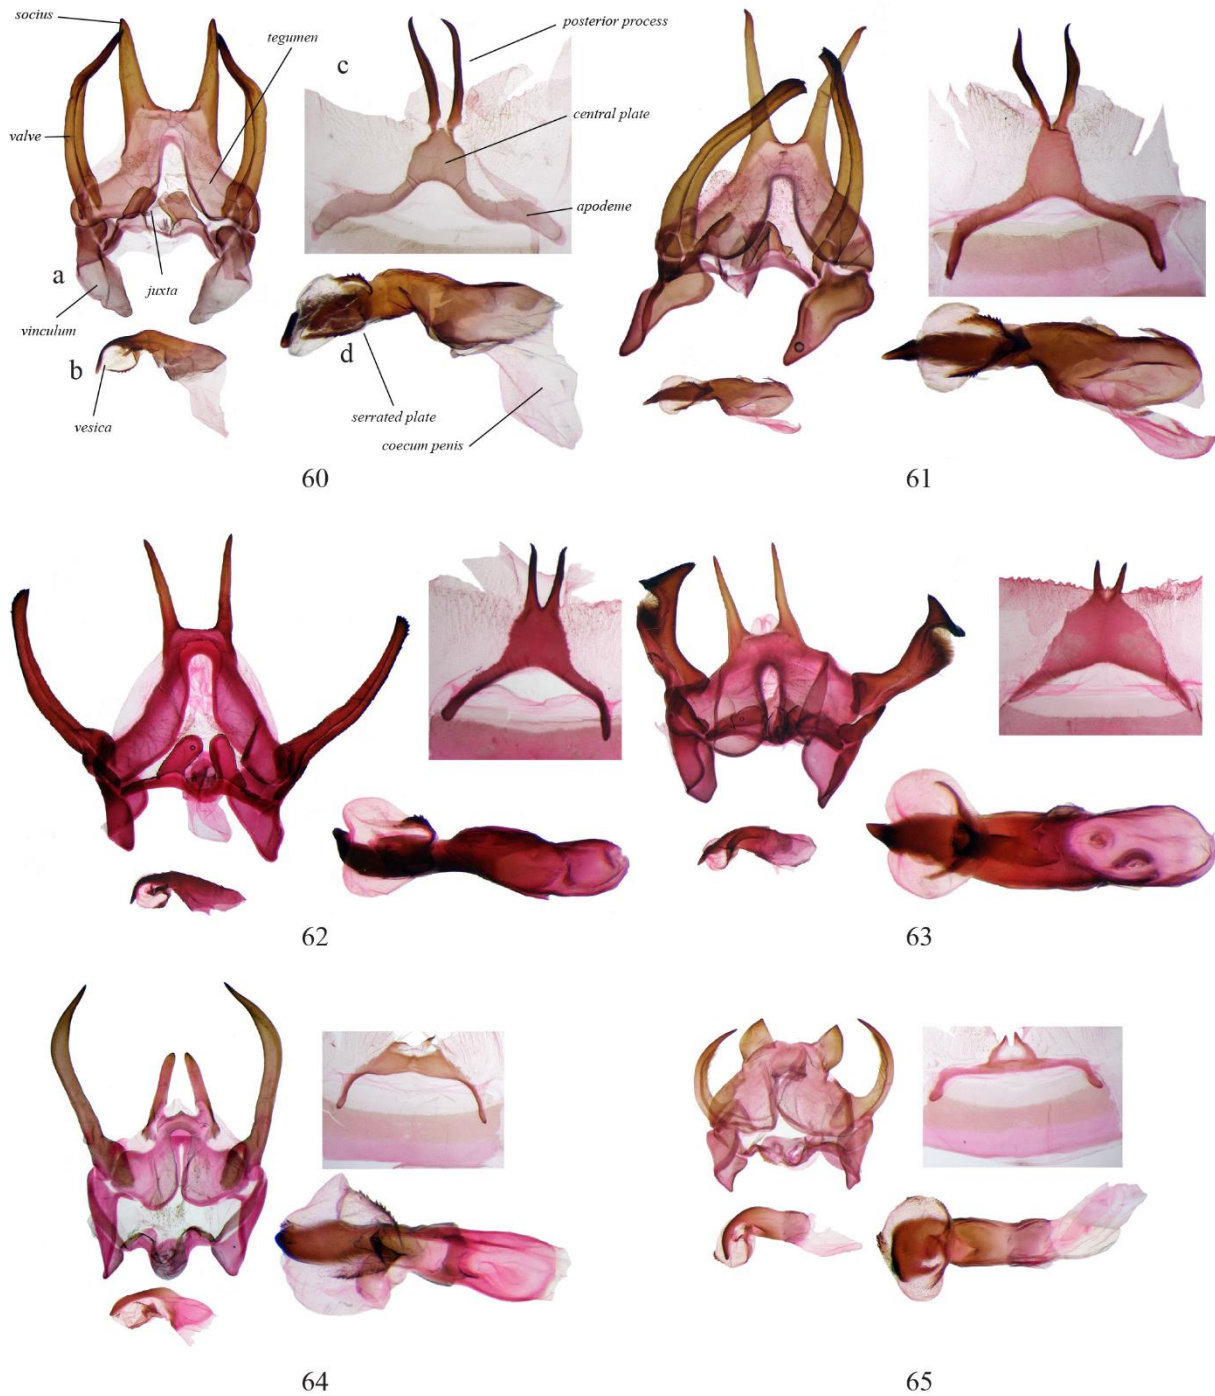 socius
posterior process
tegumen
c
valve
central plate
apodeme
a
juxta
vinculum
b
d
serrated plate
vesica
coecum penis
60
61
62
63
64
65